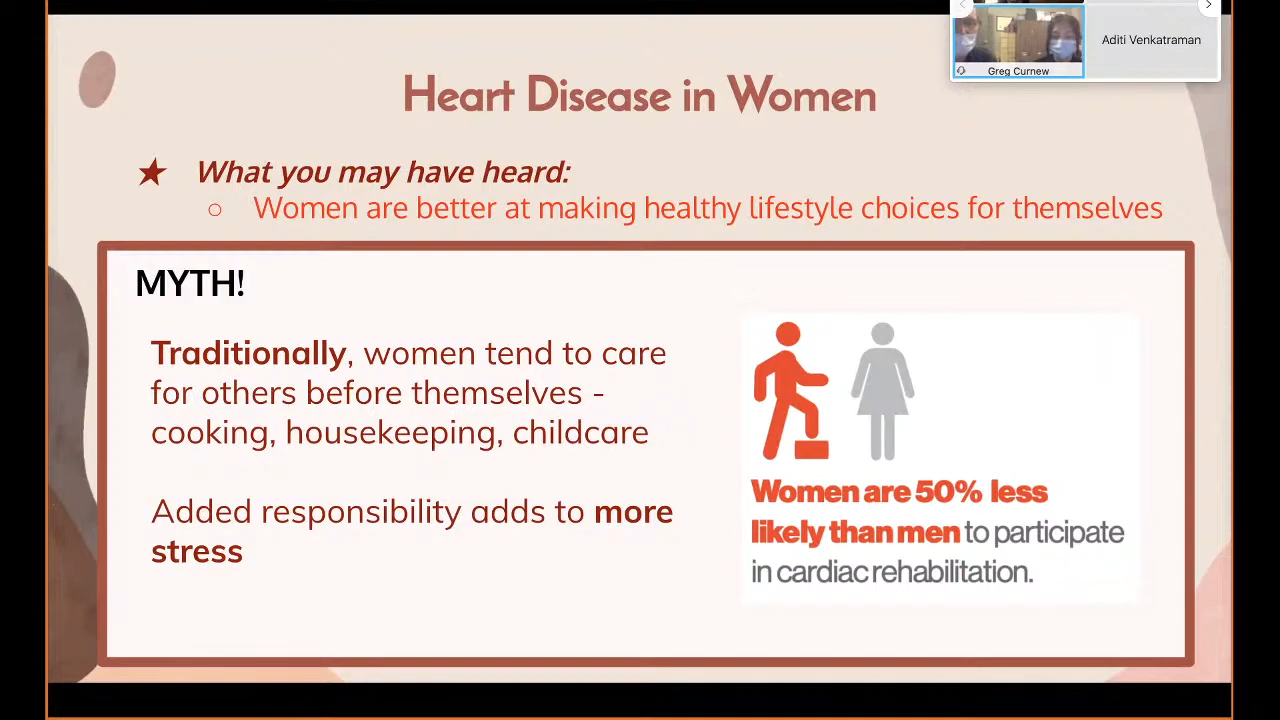 Greg Curnew
Aditi Venkatraman
Heart Disease in Women
★ What you may have heard:
○ Women are better at making healthy lifestyle choices for themselves
MYTH!
Traditionally, women tend to care
for others before themselves -
cooking, housekeeping, childcare
Added responsibility adds to more
stress
Women are 50% less
likely than men to participate
in cardiac rehabilitation.